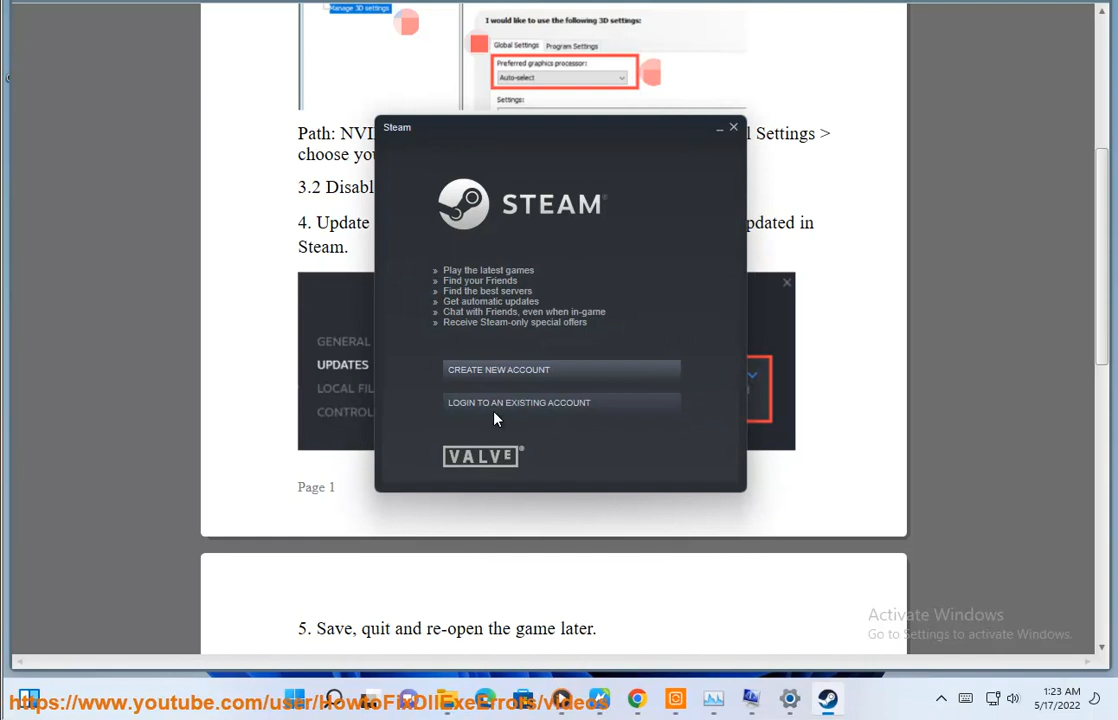 Manage 3D settings
I would like to use the following 3D settings:
Global Settings Program Settings
Preferred graphics processor:
Auto-select
Settings:
Path: NVI
l Settings >
choose you
3.2 Disabl
4. Update
pdated in
Steam.
Steam
STEAM®
» Play the latest games
» Find your Friends
» Find the best servers
» Get automatic updates
» Chat with Friends, even when in-game
» Receive Steam-only special offers
CREATE NEW ACCOUNT
LOGIN TO AN EXISTING ACCOUNT
VALVE®
GENERAL
UPDATES
LOCAL FIL
CONTROL
Page 1
5. Save, quit and re-open the game later.
Activate Windows
Go to Settings to activate Windows.
https://www.youtube.com/user/HowtoFixDllExeErrors/videos
1:23 AM
5/17/2022